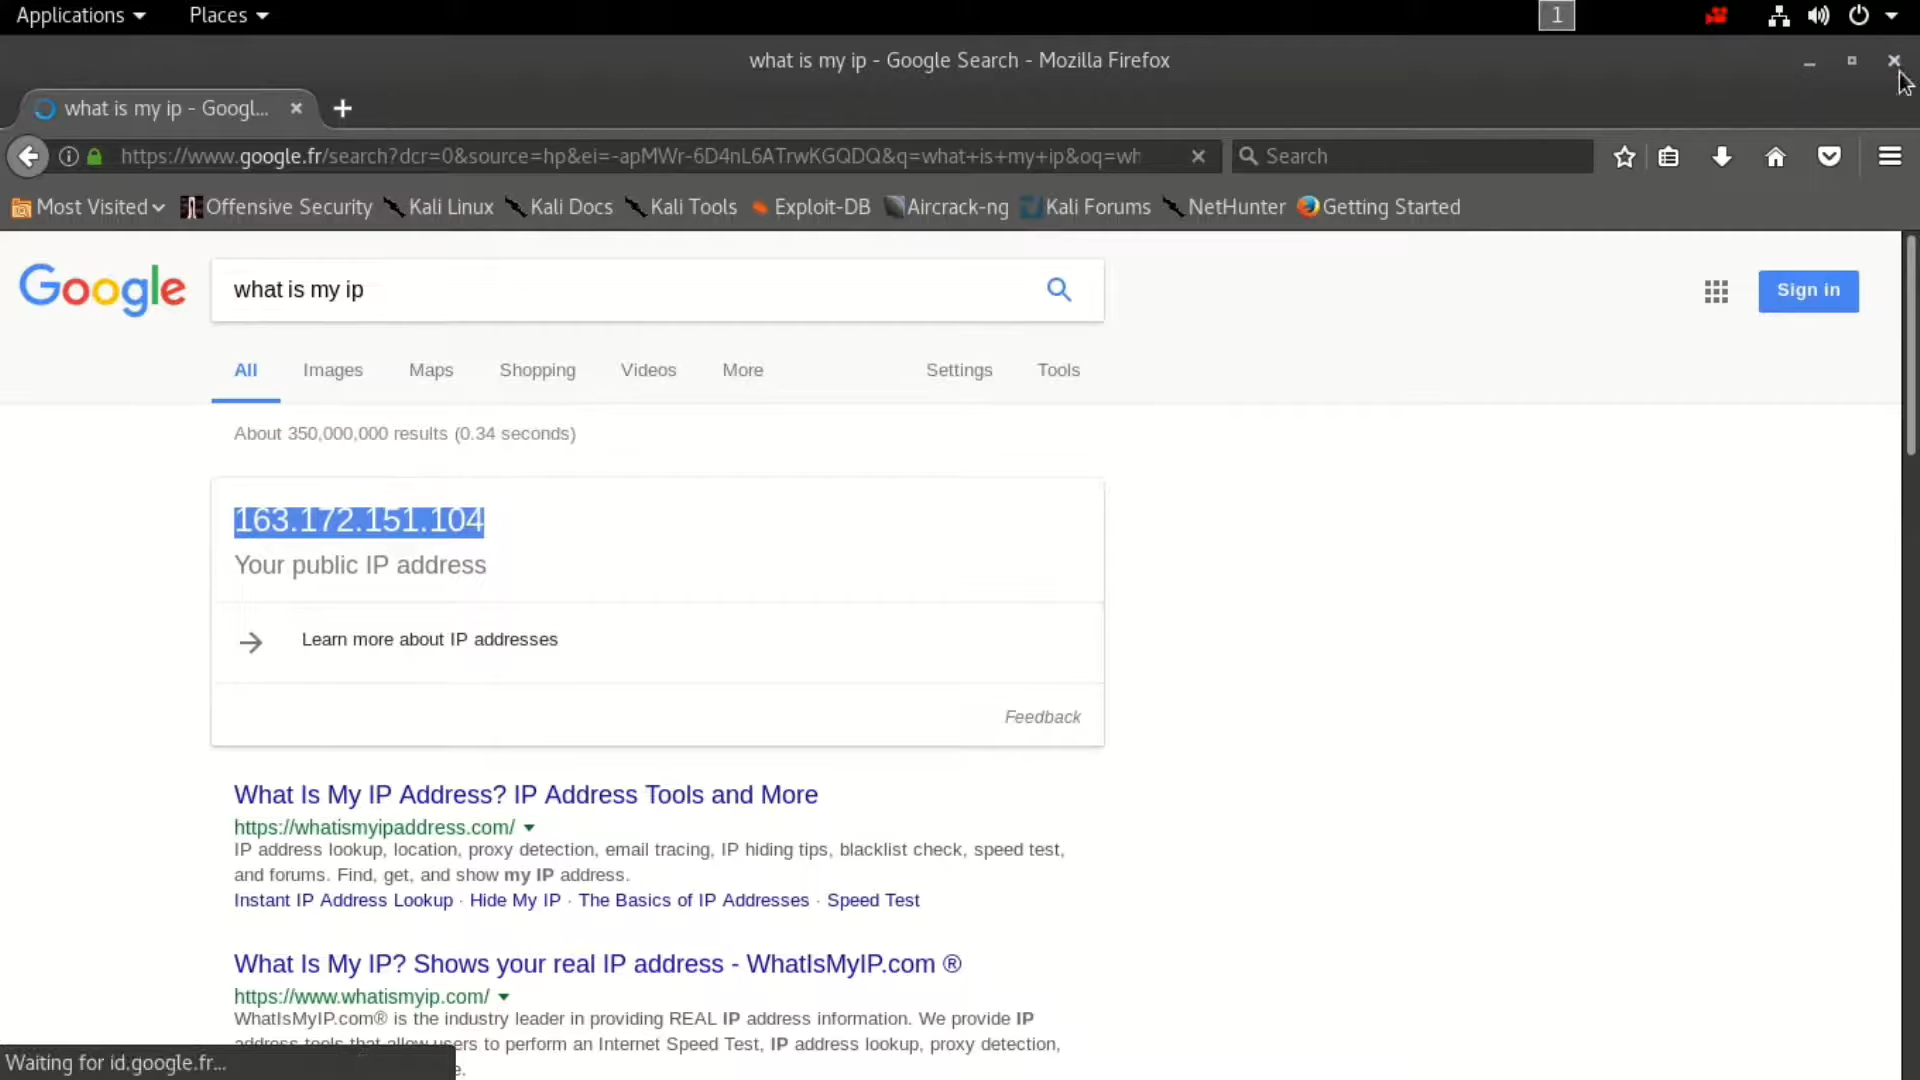 Applications Places 1
what is my ip - Google Search - Mozilla Firefox
what is my ip - Googl...
https://www.google.fr/search?dcr=0&source=hp&ei=-apMWr-6D4nL6ATrwKGQDQ&q=what+is+my+ip&oq=wh Search
Most Visited Offensive Security Kali Linux Kali Docs Kali Tools Exploit-DB Aircrack-ng Kali Forums NetHunter Getting Started
Google what is my ip Sign in
All Images Maps Shopping Videos More Settings Tools
About 350,000,000 results (0.34 seconds)
163.172.151.104
Your public IP address
Learn more about IP addresses
Feedback
What Is My IP Address? IP Address Tools and More
https://whatismyipaddress.com/
IP address lookup, location, proxy detection, email tracing, IP hiding tips, blacklist check, speed test,
and forums. Find, get, and show my IP address.
Instant IP Address Lookup · Hide My IP · The Basics of IP Addresses · Speed Test
What Is My IP? Shows your real IP address - WhatIsMyIP.com ®
https://www.whatismyip.com/
WhatIsMyIP.com® is the industry leader in providing REAL IP address information. We provide IP
address tools that allow users to perform an Internet Speed Test, IP address lookup, proxy detection,
Waiting for id.google.fr...